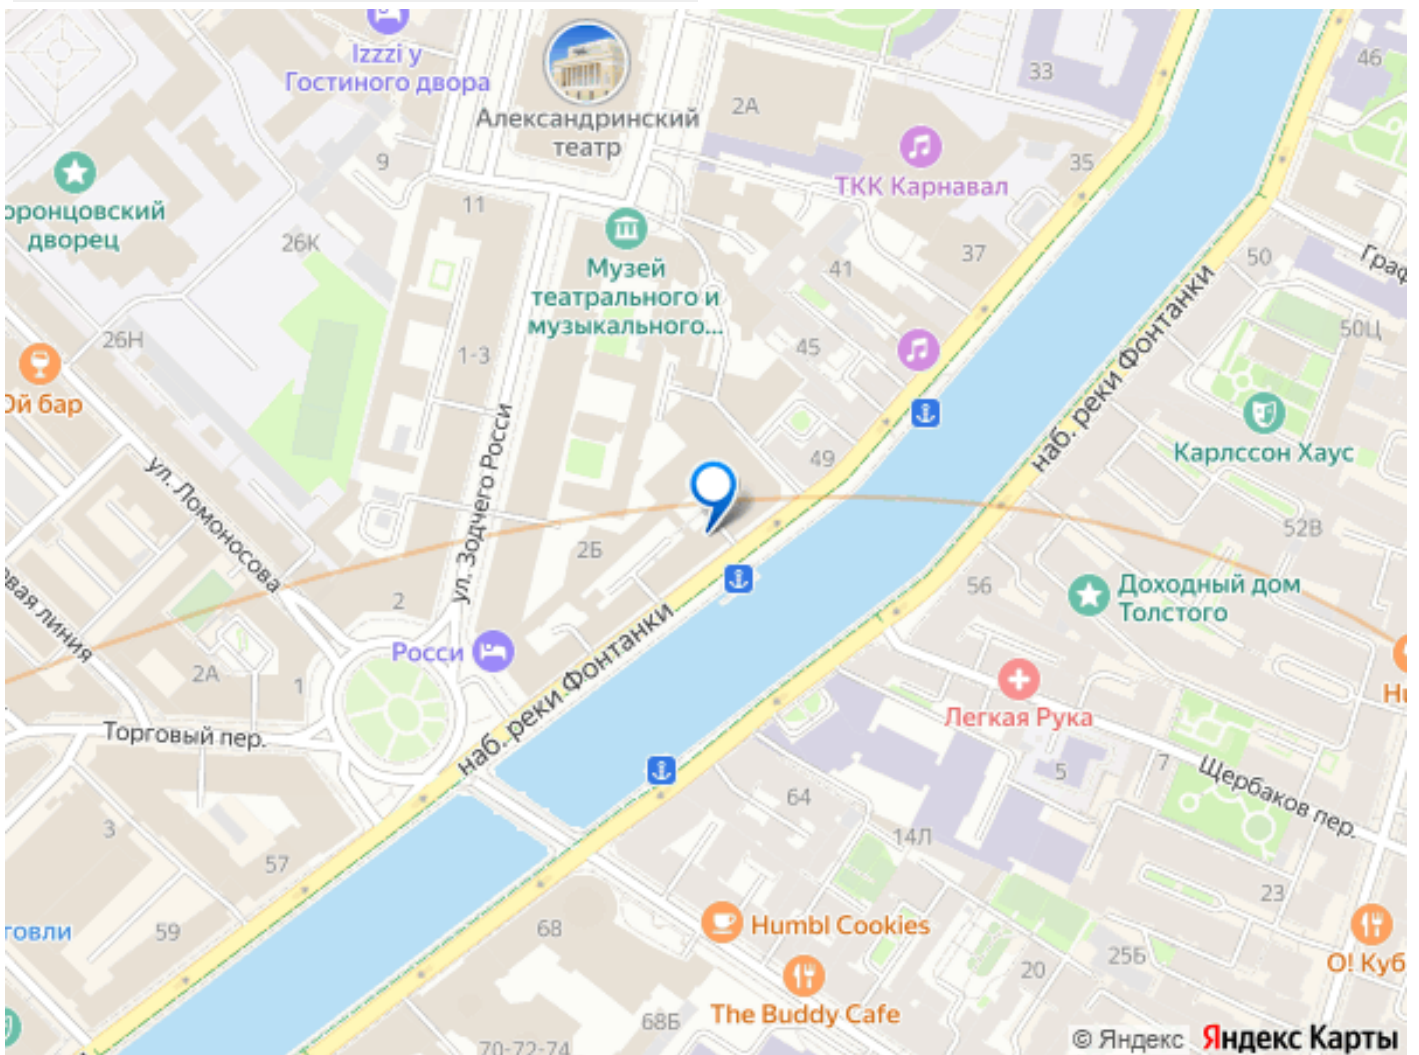 Izzzi у
Гостиного двора
33
46
2А
Александринский
театр
9
35
ТКК Карнавал
оронцовский
дворец
11
26К
Музей
театрального и
музыкального...
41
37
50
Граф
26Н
1-3
45
50Ц
наб. реки Фонтанки
Ой бар
ул. Зодчего Росси
Карлссон Хаус
ул. Ломоносова
49
52В
2Б
56
Доходный дом
Толстого
овая линия
2
Росси
2А
1
наб. реки Фонтанки
Легкая Рука
Hu
Торговый пер.
5
7
Щербаков пер.
64
3
14Л
57
23
говли
59
68
Humbl Cookies
25Б
О! Куб
20
The Buddy Cafe
68Б
70-72-74
© Яндекс Яндекс Карты